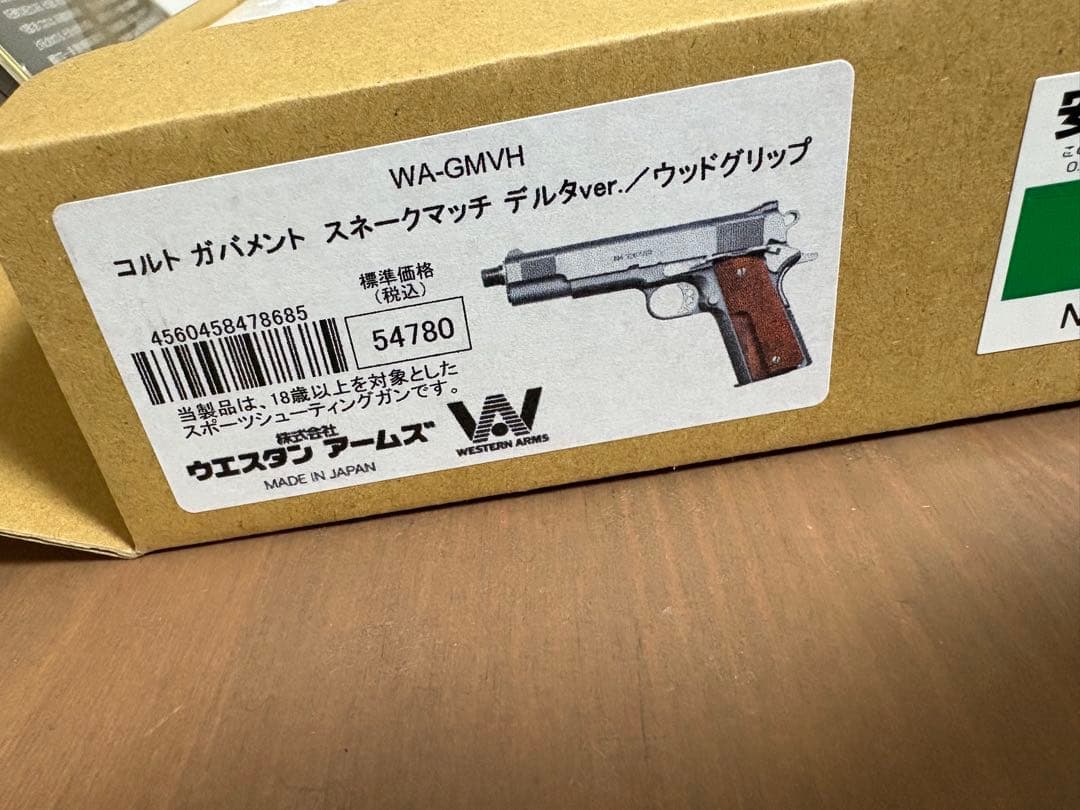 WA-GMVH
コルト ガバメント スネークマッチ デルタver.／ウッドグリップ
標準価格
(税込)
54780
4560458478685
当製品は、18歳以上を対象とした
スポーツシューティングガンです。
株式会社
ウエスタン アームズ
MADE IN JAPAN
WESTERN ARMS
安
この
0.